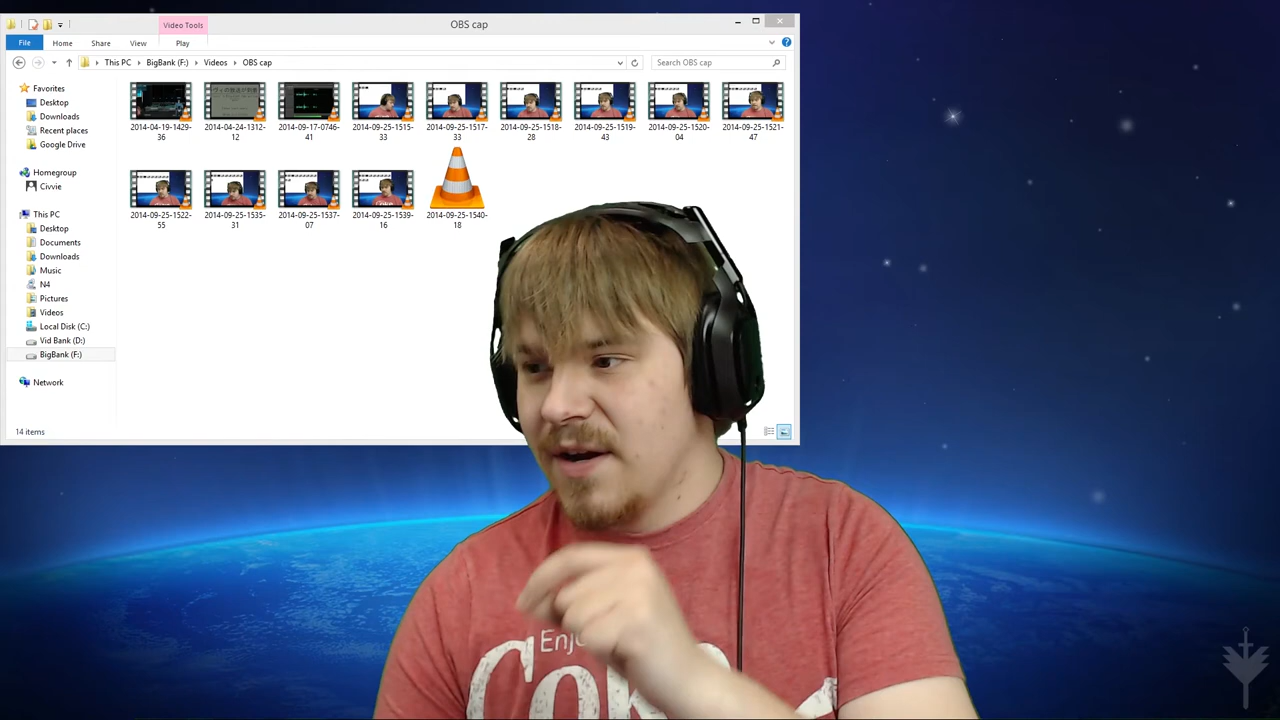 Video Tools
OBS cap
File Home Share View Play
This PC BigBank (F:) Videos OBS cap
Search OBS cap
Favorites
Desktop
Downloads
Recent places
Google Drive
Homegroup
Civvie
This PC
Desktop
Documents
Downloads
Music
N4
Pictures
Videos
Local Disk (C:)
Vid Bank (D:)
BigBank (F:)
Network
2014-04-19-1429-36
2014-04-24-1312-12
2014-09-17-0746-41
2014-09-25-1515-33
2014-09-25-1517-33
2014-09-25-1518-28
2014-09-25-1519-43
2014-09-25-1520-04
2014-09-25-1521-47
2014-09-25-1522-55
2014-09-25-1535-31
2014-09-25-1537-07
2014-09-25-1539-16
2014-09-25-1540-18
14 items